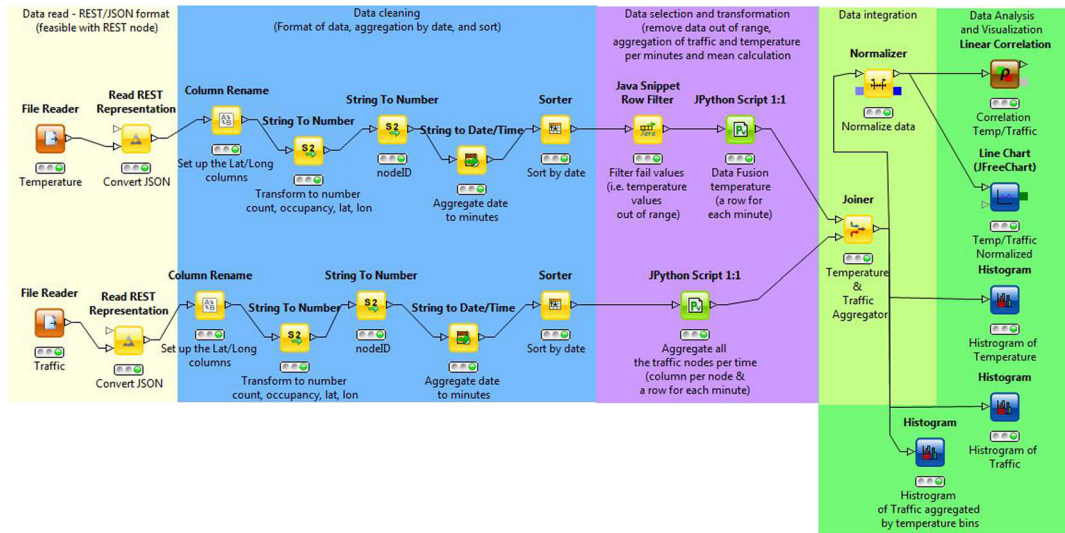 Data read - REST/JSON format
(feasible with REST node)
Data cleaning
(Format of data, aggregation by date, and sort)
Data selection and transformation
(remove data out of range,
aggregation of traffic and temperature
per minutes and mean calculation)
Data integration
Data Analysis
and Visualization
File Reader
Temperature
Read REST
Representation
Convert JSON
Column Rename
Set up the Lat/Long
columns
String To Number
Transform to number
count, occupancy, lat, lon
String To Number
S2
nodeID
String to Date/Time
Aggregate date
to minutes
Sorter
Sort by date
Java Snippet
Row Filter
Filter fail values
(i.e. temperature
values
out of range)
JPython Script 1:1
Data Fusion
temperature
(a row for
each minute)
File Reader
Traffic
Read REST
Representation
Convert JSON
Column Rename
Set up the Lat/Long
columns
String To Number
S2
Transform to number
count, occupancy, lat, lon
String To Number
S2
nodeID
String to Date/Time
Aggregate date
to minutes
Sorter
Sort by date
JPython Script 1:1
Aggregate all
the traffic nodes per time
(column per node &
a row for each minute)
Normalizer
Normalize data
Joiner
Temperature
&
Traffic
Aggregator
Linear Correlation
ρ
Correlation
Temp/Traffic
Line Chart
(JFreeChart)
Temp/Traffic
Normalized
Histogram
Histrogram of
Temperature
Histogram
Histrogram of
Traffic
Histogram
Histrogram
of Traffic aggregated
by temperature bins